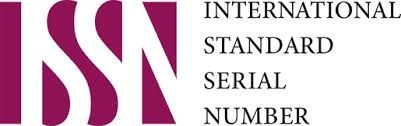 ISSN
INTERNATIONAL
STANDARD
SERIAL
NUMBER